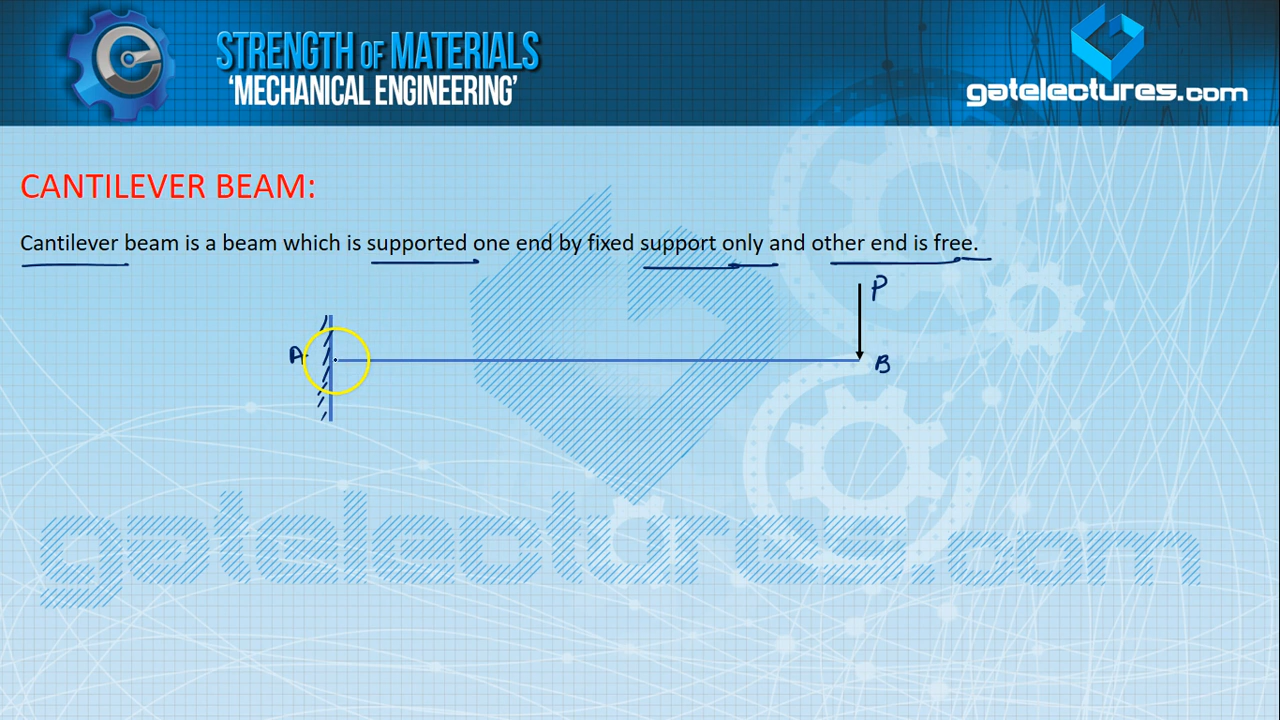 STRENGTH OF MATERIALS
'MECHANICAL ENGINEERING'
gatelectures.com
CANTILEVER BEAM:
Cantilever beam is a beam which is supported one end by fixed support only and other end is free.
P
A
B
gatelectures.com